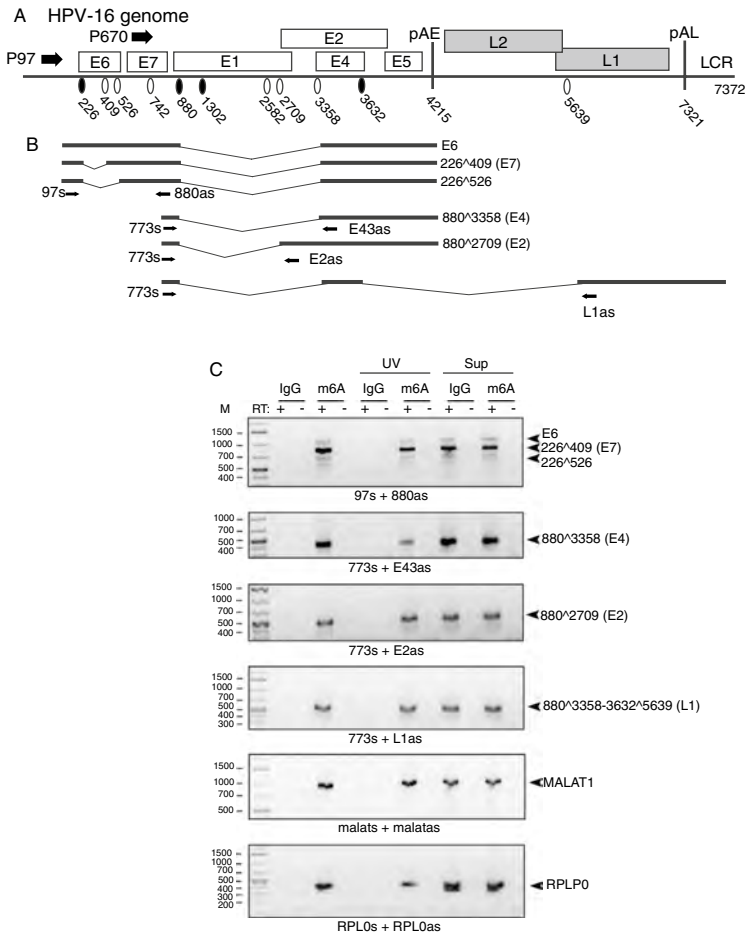 A HPV-16 genome
P97 P670 E6 E7 E1 E2 E4 E5 pAE L2 L1 pAL LCR
226 409 526 742 880 1302 2582 2709 3358 3632 4215 5639 7321 7372
B
E6
226^409 (E7)
226^526
97s 880as
880^3358 (E4)
773s E43as
880^2709 (E2)
773s E2as
773s L1as
C
UV Sup
IgG m6A IgG m6A IgG m6A
M RT: + - + - + - + - + - + -
1500
1000
700
500
400
E6
226^409 (E7)
226^526
97s + 880as
1000
700
500
400
880^3358 (E4)
773s + E43as
1500
1000
700
500
400
880^2709 (E2)
773s + E2as
1500
1000
700
500
400
300
880^3358-3632^5639 (L1)
773s + L1as
1500
1000
700
500
MALAT1
malats + malatas
1500
1000
700
500
400
300
200
RPLP0
RPL0s + RPL0as